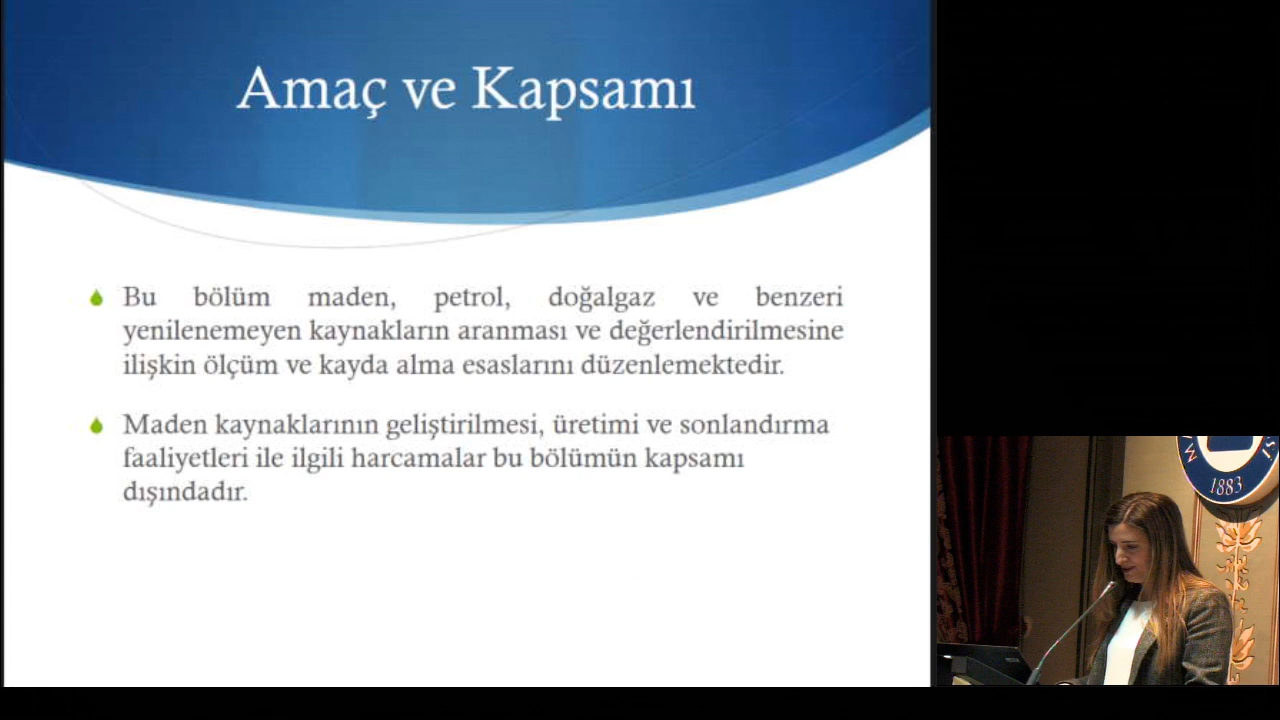 Amaç ve Kapsamı
Bu bölüm maden, petrol, doğalgaz ve benzeri
yenilenemeyen kaynakların aranması ve değerlendirilmesine
ilişkin ölçüm ve kayda alma esaslarını düzenlemektedir.
Maden kaynaklarının geliştirilmesi, üretimi ve sonlandırma
faaliyetleri ile ilgili harcamalar bu bölümün kapsamı
dışındadır.
1883